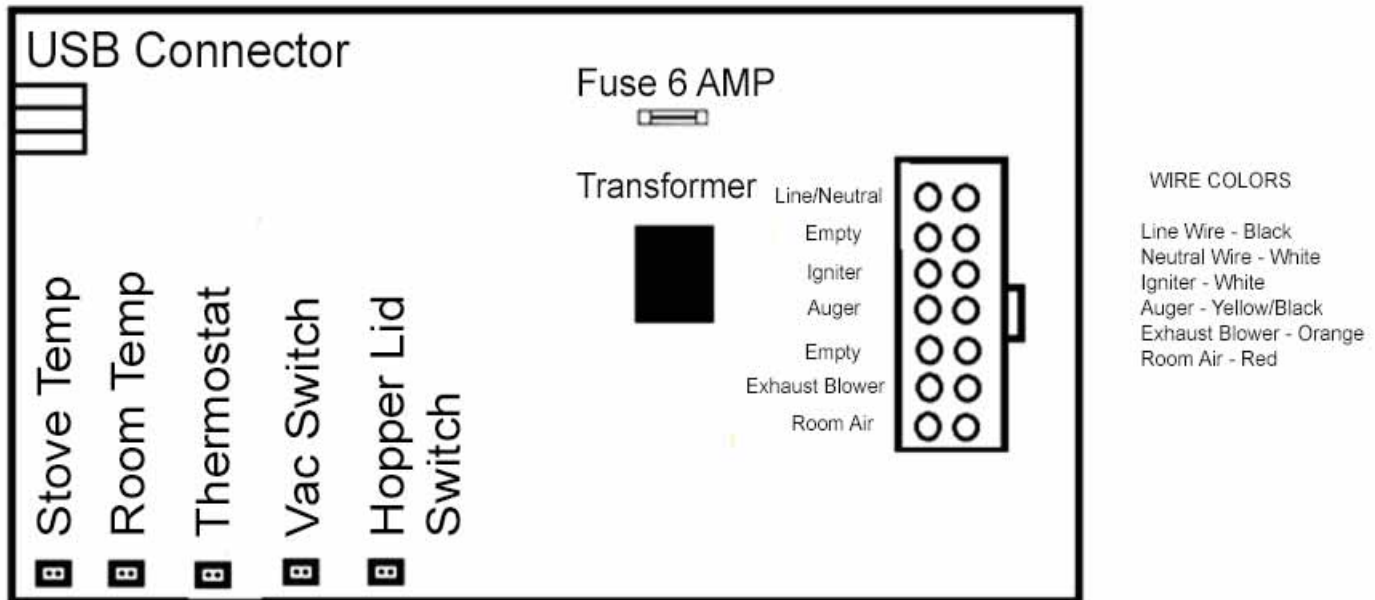 USB Connector
Fuse 6 AMP
Transformer
Line/Neutral
Empty
Igniter
Auger
Empty
Exhaust Blower
Room Air
WIRE COLORS
Line Wire - Black
Neutral Wire - White
Igniter - White
Auger - Yellow/Black
Exhaust Blower - Orange
Room Air - Red
Stove Temp
Room Temp
Thermostat
Vac Switch
Hopper Lid
Switch